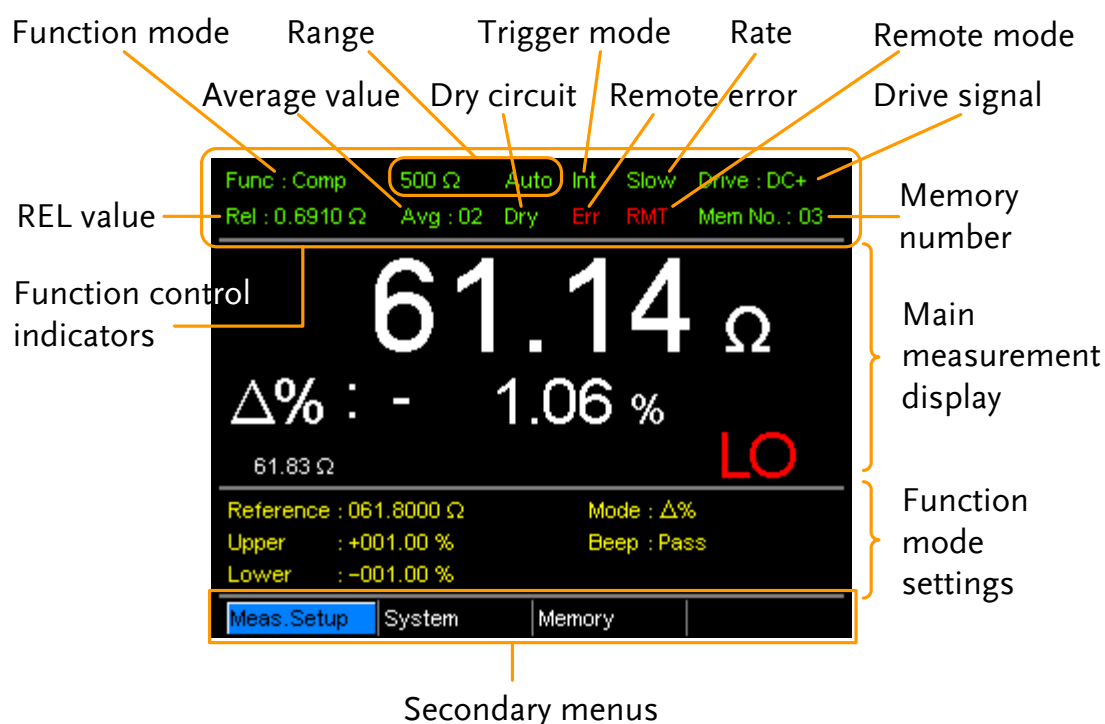 Function mode
Range
Trigger mode
Rate
Remote mode
Average value
Dry circuit
Remote error
Drive signal
Func : Comp
500 Ω
Auto
Int
Slow
Drive : DC+
REL value
Rel : 0.6910 Ω
Avg : 02
Dry
Err
RMT
Mem No. : 03
Memory
number
Function control
indicators
61.14 Ω
Main
measurement
display
Δ% : - 1.06 %
61.83 Ω
LO
Reference : 061.8000 Ω
Mode : Δ%
Upper : +001.00 %
Beep : Pass
Lower : −001.00 %
Function
mode
settings
Meas.Setup
System
Memory
Secondary menus